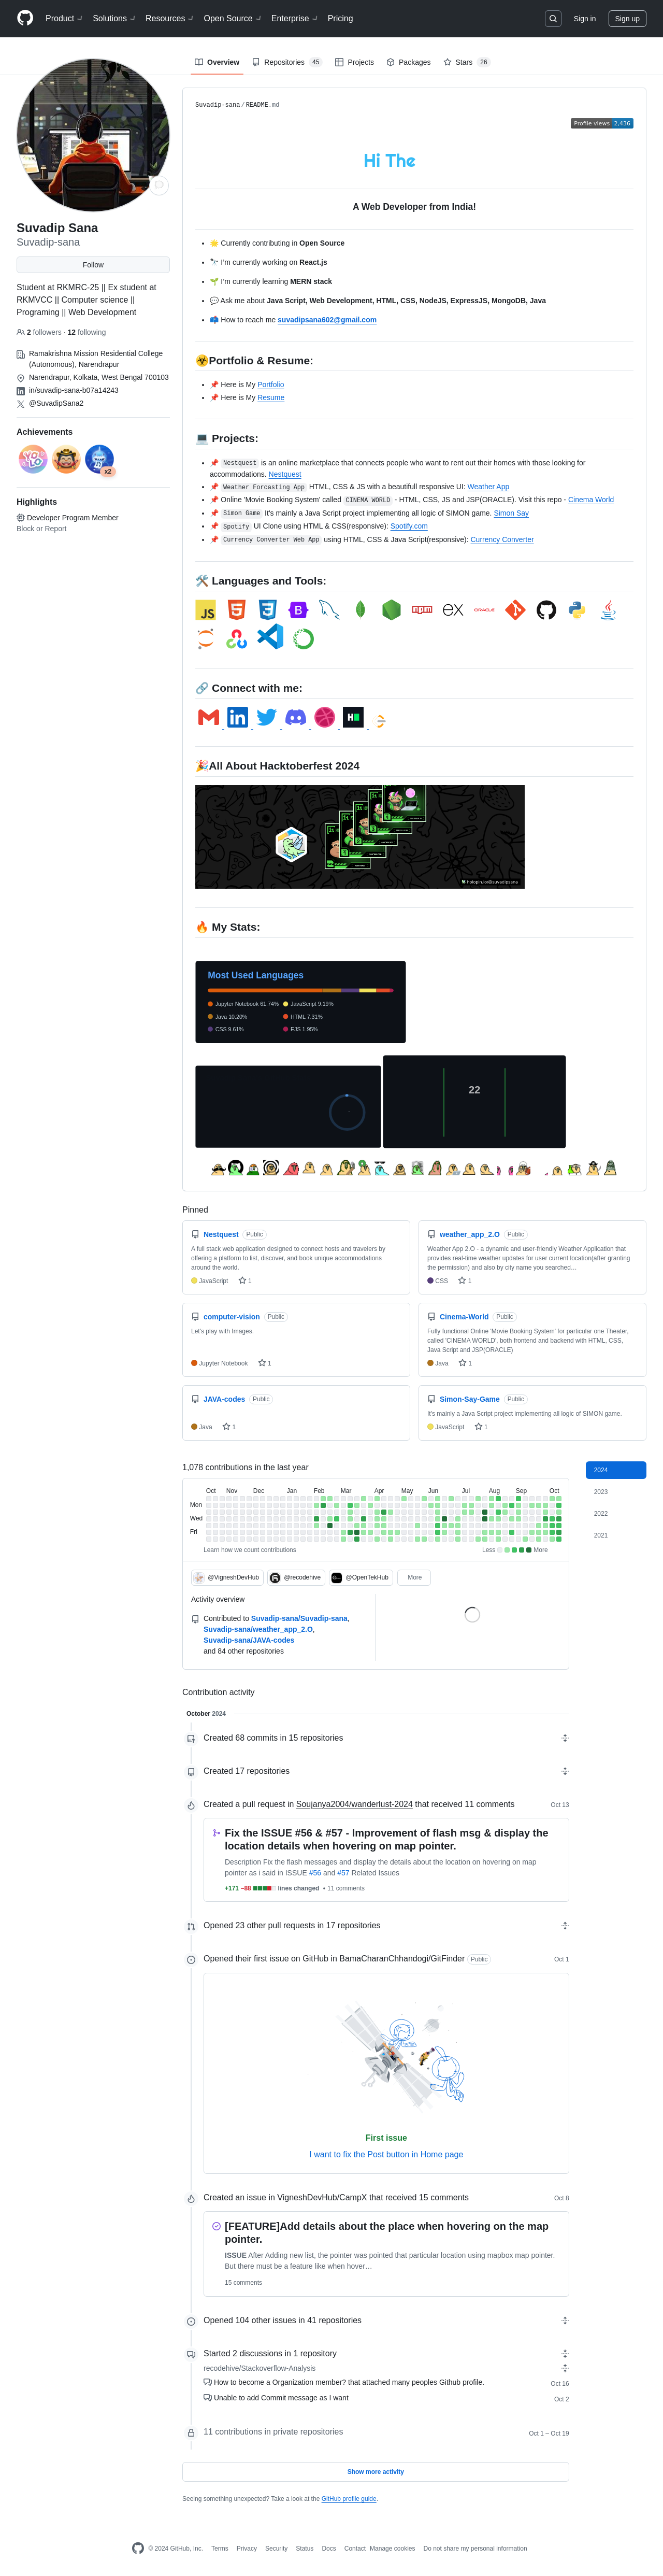 Product
Solutions
Resources
Open Source
Enterprise
Pricing
Sign in
Sign up
Overview
Repositories 45
Projects
Packages
Stars 26
Suvadip Sana
Suvadip-sana
Follow
Student at RKMRC-25 || Ex student at
RKMVCC || Computer science ||
Programing || Web Development
2 followers · 12 following
Ramakrishna Mission Residential College
(Autonomous), Narendrapur
Narendrapur, Kolkata, West Bengal 700103
in/suvadip-sana-b07a14243
@SuvadipSana2
Achievements
x2
Highlights
Developer Program Member
Block or Report
Suvadip-sana / README.md
Profile views 2,436
Hi The
A Web Developer from India!
🌟 Currently contributing in Open Source
🔭 I'm currently working on React.js
🌱 I'm currently learning MERN stack
💬 Ask me about Java Script, Web Development, HTML, CSS, NodeJS, ExpressJS, MongoDB, Java
📫 How to reach me suvadipsana602@gmail.com
☣️Portfolio & Resume:
📌 Here is My Portfolio
📌 Here is My Resume
💻 Projects:
📌 Nestquest is an online marketplace that connects people who want to rent out their homes with those looking for
accommodations. Nestquest
📌 Weather Forcasting App HTML, CSS & JS with a beautifull responsive UI: Weather App
📌 Online 'Movie Booking System' called CINEMA WORLD - HTML, CSS, JS and JSP(ORACLE). Visit this repo - Cinema World
📌 Simon Game It's mainly a Java Script project implementing all logic of SIMON game. Simon Say
📌 Spotify UI Clone using HTML & CSS(responsive): Spotify.com
📌 Currency Converter Web App using HTML, CSS & Java Script(responsive): Currency Converter
🛠️ Languages and Tools:
JS
B
npm
ex
ORACLE
🔗 Connect with me:
🎉All About Hacktoberfest 2024
holopin.io/@suvadipsana
🔥 My Stats:
Most Used Languages
Jupyter Notebook 61.74%
JavaScript 9.19%
Java 10.20%
HTML 7.31%
CSS 9.61%
EJS 1.95%
22
Pinned
Nestquest Public
A full stack web application designed to connect hosts and travelers by
offering a platform to list, discover, and book unique accommodations
around the world.
JavaScript 1
weather_app_2.O Public
Weather App 2.O - a dynamic and user-friendly Weather Application that
provides real-time weather updates for user current location(after granting
the permission) and also by city name you searched…
CSS 1
computer-vision Public
Let's play with Images.
Jupyter Notebook 1
Cinema-World Public
Fully functional Online 'Movie Booking System' for particular one Theater,
called 'CINEMA WORLD', both frontend and backend with HTML, CSS,
Java Script and JSP(ORACLE)
Java 1
JAVA-codes Public
Java 1
Simon-Say-Game Public
It's mainly a Java Script project implementing all logic of SIMON game.
JavaScript 1
1,078 contributions in the last year
2024
2023
2022
2021
Oct Nov Dec Jan Feb Mar Apr May Jun Jul Aug Sep Oct
Mon
Wed
Fri
Learn how we count contributions
Less More
@VigneshDevHub
@recodehive
@OpenTekHub
More
Activity overview
Contributed to Suvadip-sana/Suvadip-sana,
Suvadip-sana/weather_app_2.O,
Suvadip-sana/JAVA-codes
and 84 other repositories
Contribution activity
October 2024
Created 68 commits in 15 repositories
Created 17 repositories
Created a pull request in Soujanya2004/wanderlust-2024 that received 11 comments
Oct 13
Fix the ISSUE #56 & #57 - Improvement of flash msg & display the
location details when hovering on map pointer.
Description Fix the flash messages and display the details about the location on hovering on map
pointer as i said in ISSUE #56 and #57 Related Issues
+171 −88 lines changed • 11 comments
Opened 23 other pull requests in 17 repositories
Opened their first issue on GitHub in BamaCharanChhandogi/GitFinder Public
Oct 1
First issue
I want to fix the Post button in Home page
Created an issue in VigneshDevHub/CampX that received 15 comments
Oct 8
[FEATURE]Add details about the place when hovering on the map
pointer.
ISSUE After Adding new list, the pointer was pointed that particular location using mapbox map pointer.
But there must be a feature like when hover…
15 comments
Opened 104 other issues in 41 repositories
Started 2 discussions in 1 repository
recodehive/Stackoverflow-Analysis
How to become a Organization member? that attached many peoples Github profile.
Oct 16
Unable to add Commit message as I want
Oct 2
11 contributions in private repositories
Oct 1 – Oct 19
Show more activity
Seeing something unexpected? Take a look at the GitHub profile guide.
© 2024 GitHub, Inc.
Terms
Privacy
Security
Status
Docs
Contact
Manage cookies
Do not share my personal information